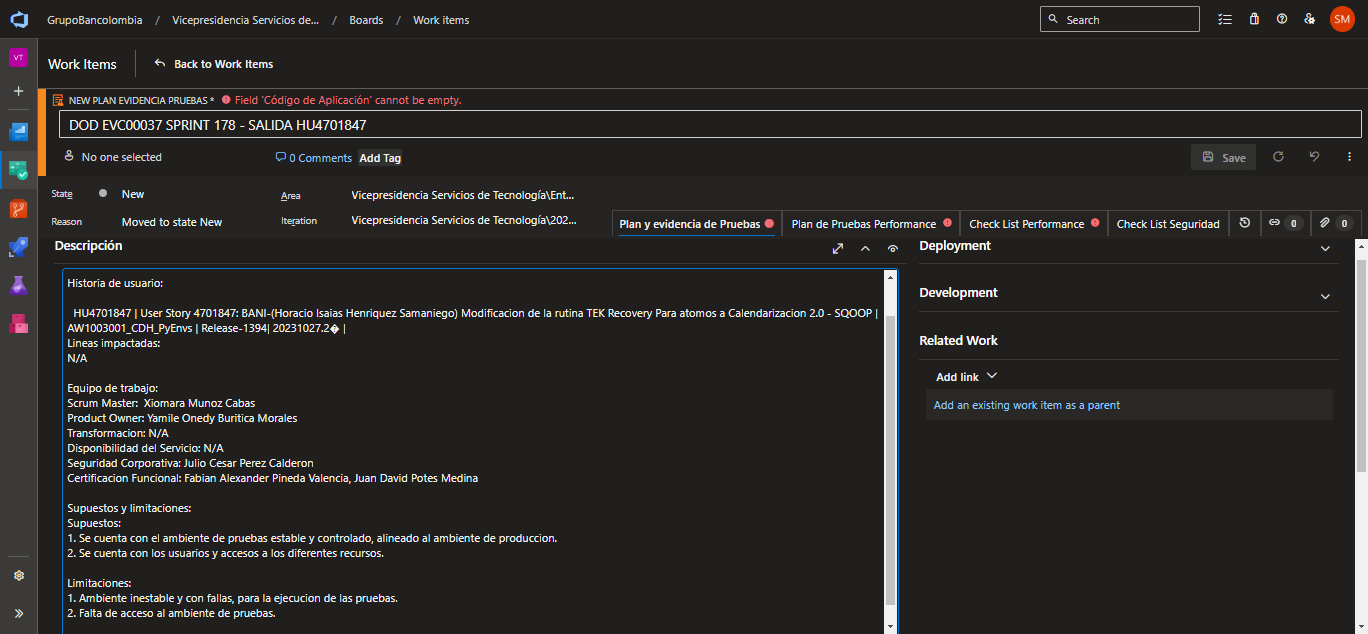 GrupoBancolombia / Vicepresidencia Servicios de... / Boards / Work items
Search
SM
VT
Work Items
Back to Work Items
NEW PLAN EVIDENCIA PRUEBAS * Field 'Código de Aplicación' cannot be empty.
DOD EVC00037 SPRINT 178 - SALIDA HU4701847
No one selected
0 Comments
Add Tag
Save
State New
Area Vicepresidencia Servicios de Tecnología\Ent...
Reason Moved to state New
Iteration Vicepresidencia Servicios de Tecnología\202...
Plan y evidencia de Pruebas
Plan de Pruebas Performance
Check List Performance
Check List Seguridad
0
0
Descripción
Historia de usuario:
HU4701847 | User Story 4701847: BANI-(Horacio Isaias Henriquez Samaniego) Modificacion de la rutina TEK Recovery Para atomos a Calendarizacion 2.0 - SQOOP |
AW1003001_CDH_PyEnvs | Release-1394| 20231027.2� |
Lineas impactadas:
N/A
Equipo de trabajo:
Scrum Master:  Xiomara Munoz Cabas
Product Owner: Yamile Onedy Buritica Morales
Transformacion: N/A
Disponibilidad del Servicio: N/A
Seguridad Corporativa: Julio Cesar Perez Calderon
Certificacion Funcional: Fabian Alexander Pineda Valencia, Juan David Potes Medina
Supuestos y limitaciones:
Supuestos:
1. Se cuenta con el ambiente de pruebas estable y controlado, alineado al ambiente de produccion.
2. Se cuenta con los usuarios y accesos a los diferentes recursos.
Limitaciones:
1. Ambiente inestable y con fallas, para la ejecucion de las pruebas.
2. Falta de acceso al ambiente de pruebas.
Deployment
Development
Related Work
Add link
Add an existing work item as a parent